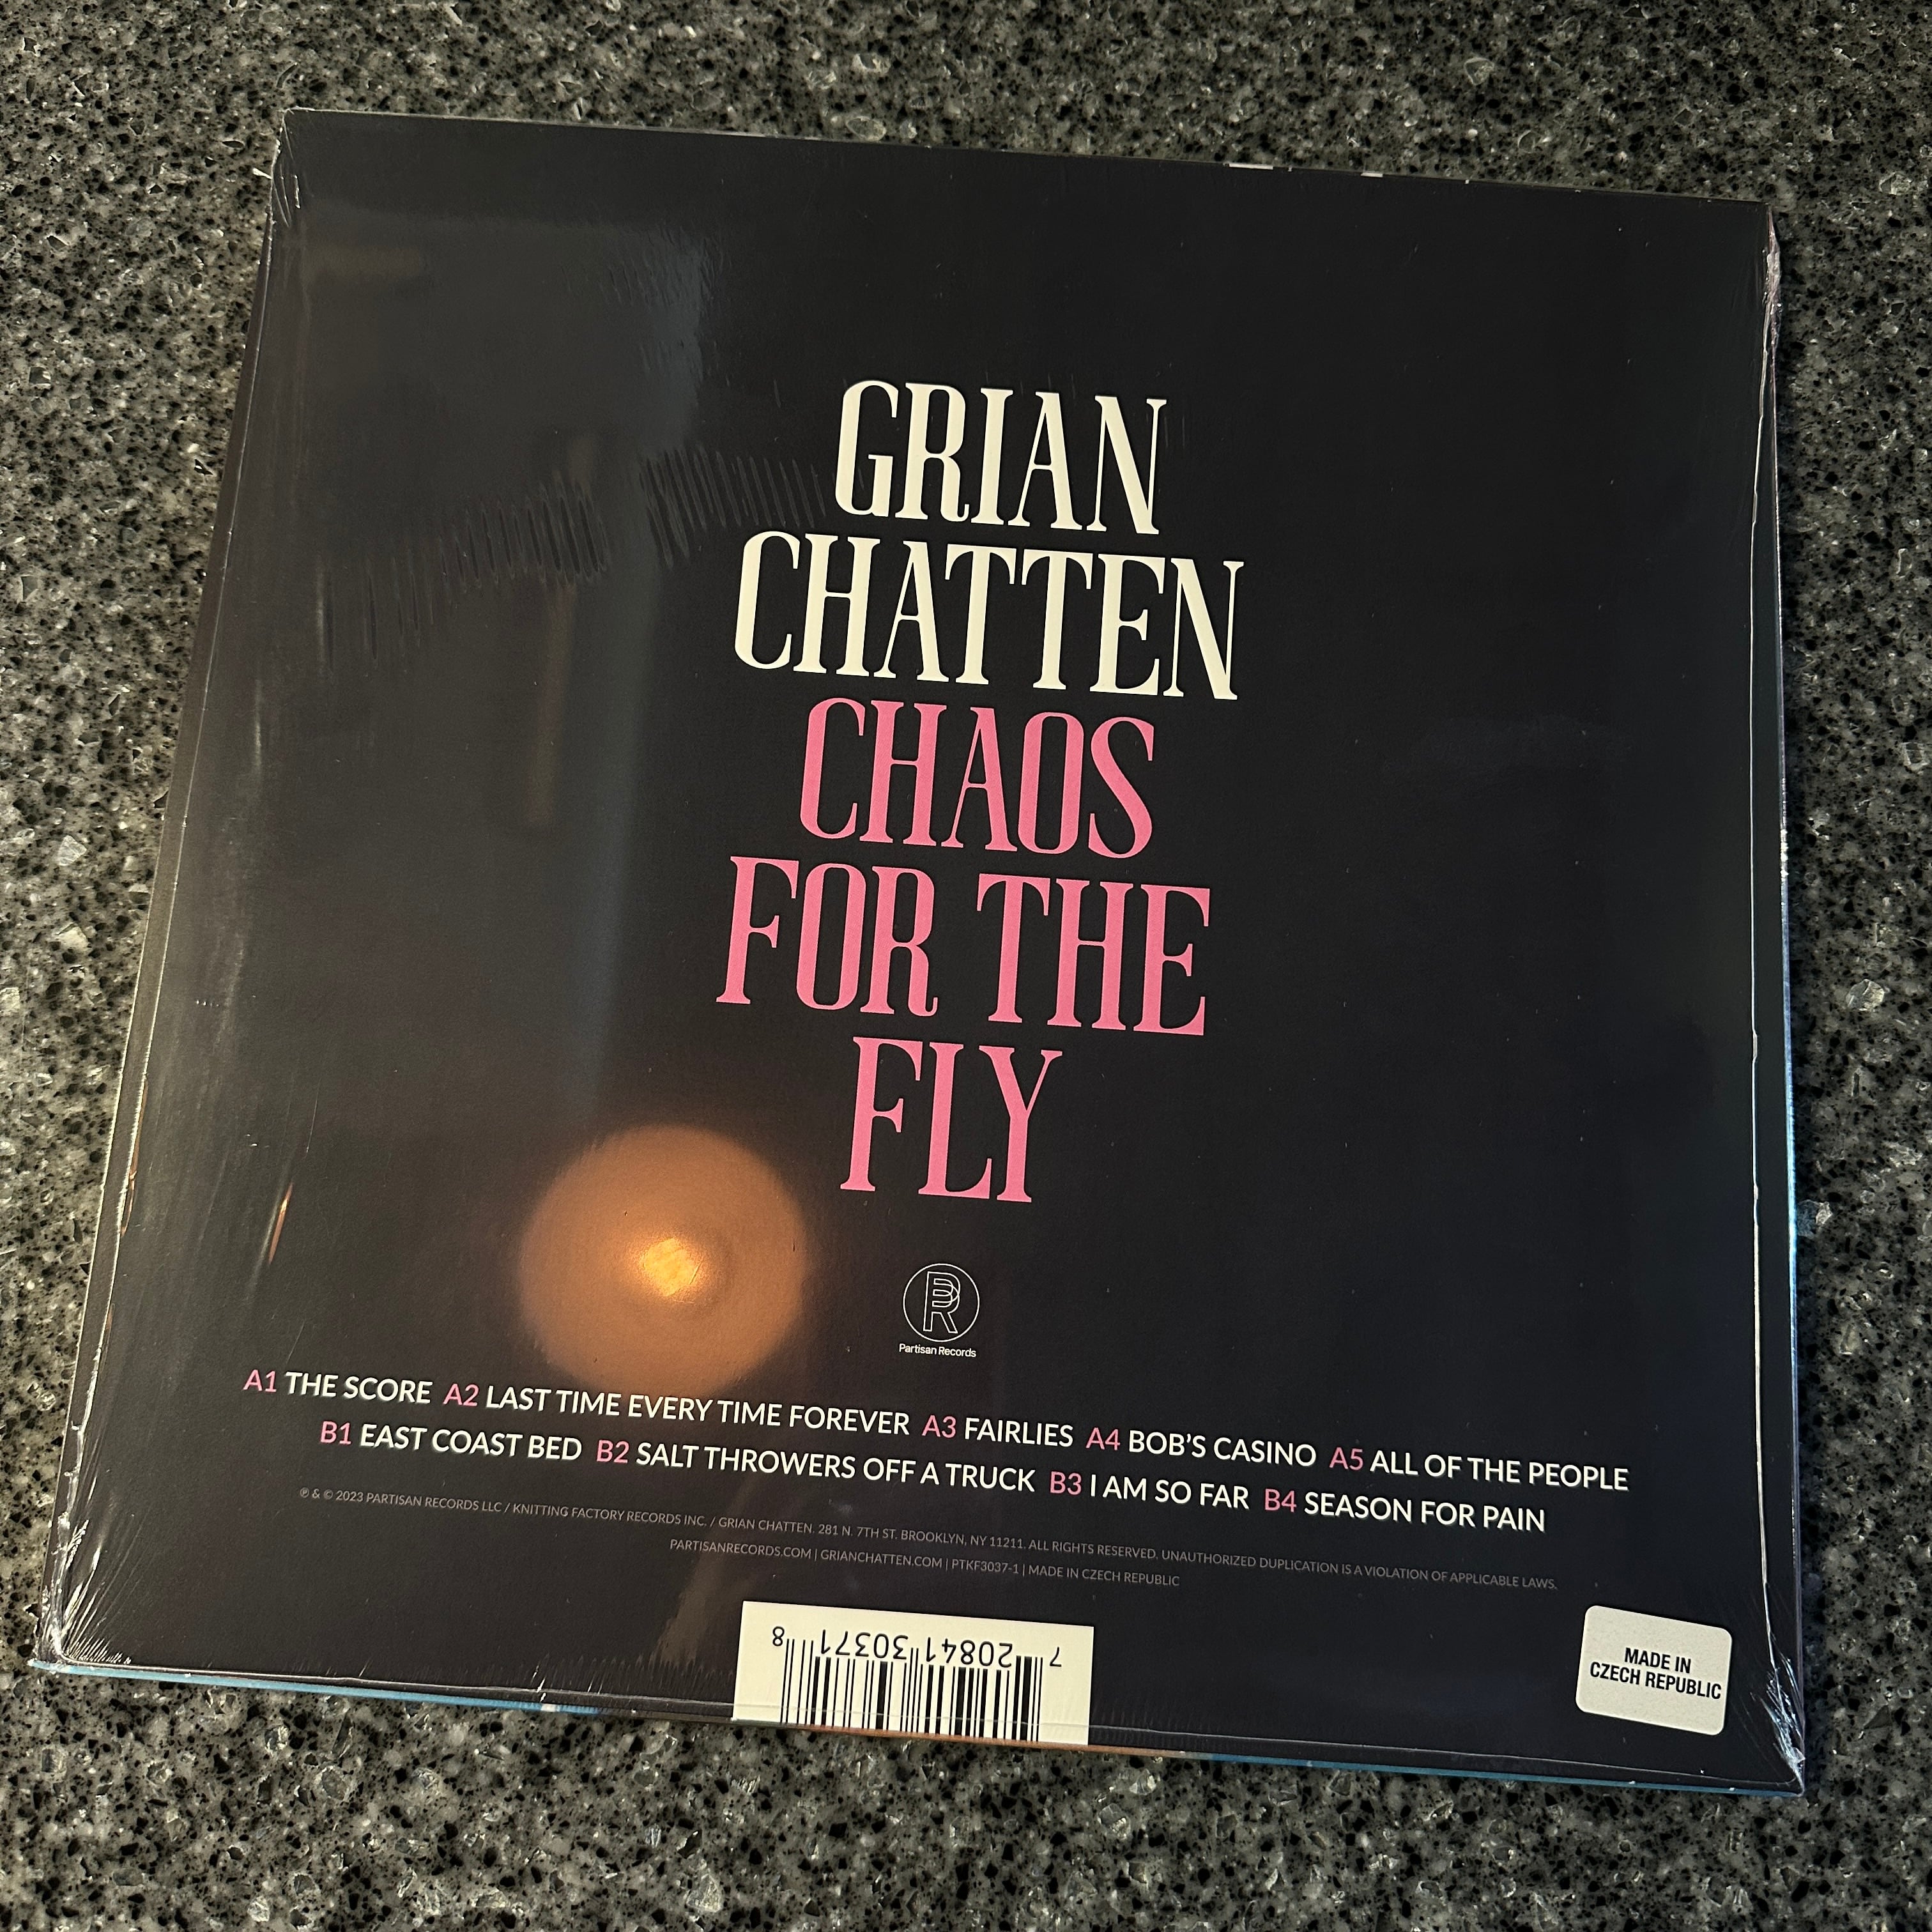 GRIAN
CHATTEN
CHAOS
FOR THE
FLY
PR
Partisan Records
A1 THE SCORE A2 LAST TIME EVERY TIME FOREVER A3 FAIRLIES A4 BOB'S CASINO A5 ALL OF THE PEOPLE
B1 EAST COAST BED B2 SALT THROWERS OFF A TRUCK B3 I AM SO FAR B4 SEASON FOR PAIN
℗ & © 2023 PARTISAN RECORDS LLC / KNITTING FACTORY RECORDS INC. / GRIAN CHATTEN. 281 N. 7TH ST. BROOKLYN, NY 11211. ALL RIGHTS RESERVED. UNAUTHORIZED DUPLICATION IS A VIOLATION OF APPLICABLE LAWS.
PARTISANRECORDS.COM | GRIANCHATTEN.COM | PTKF3037-1 | MADE IN CZECH REPUBLIC
7 20841 30371 8
MADE IN
CZECH REPUBLIC